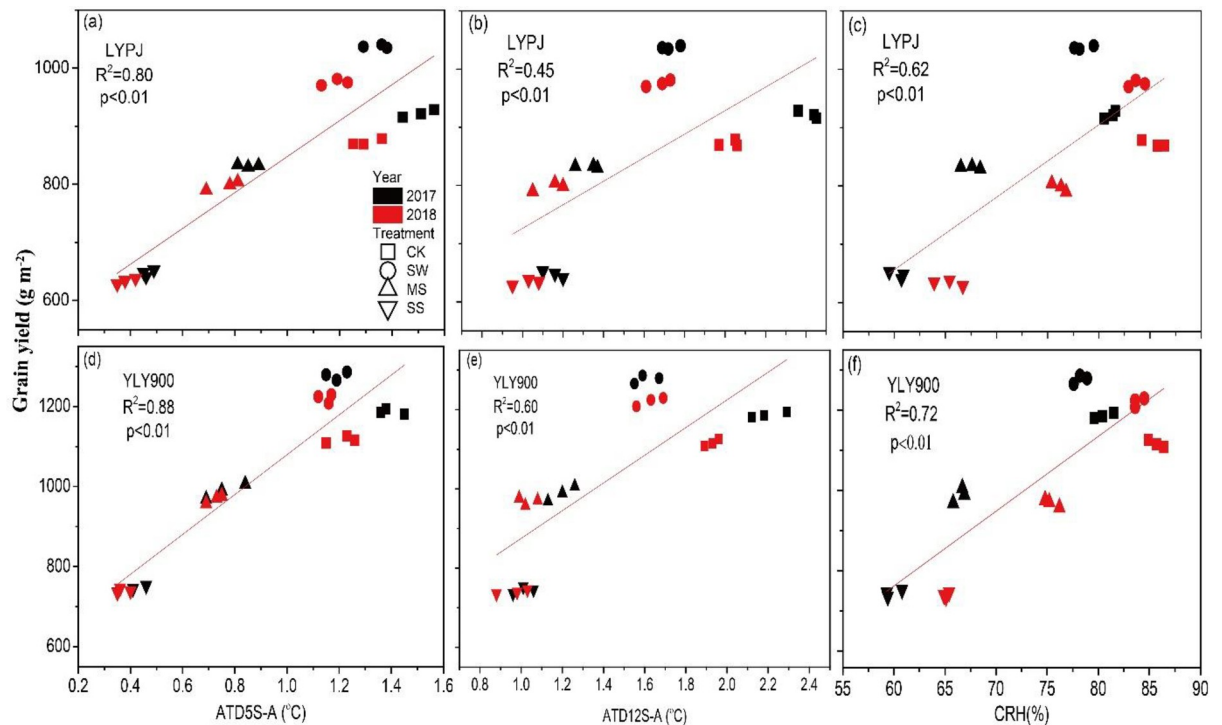 (a)
LYPJ
R²=0.80
p<0.01
Year
2017
2018
Treatment
CK
SW
MS
SS
(b)
LYPJ
R²=0.45
p<0.01
(c)
LYPJ
R²=0.62
p<0.01
1000
800
600
Grain yield (g m⁻²)
(d)
YLY900
R²=0.88
p<0.01
(e)
YLY900
R²=0.60
p<0.01
(f)
YLY900
R²=0.72
p<0.01
1200
1000
800
600
0.2 0.4 0.6 0.8 1.0 1.2 1.4 1.6
ATD5S-A (°C)
0.8 1.0 1.2 1.4 1.6 1.8 2.0 2.2 2.4
ATD12S-A (°C)
55 60 65 70 75 80 85 90
CRH(%)